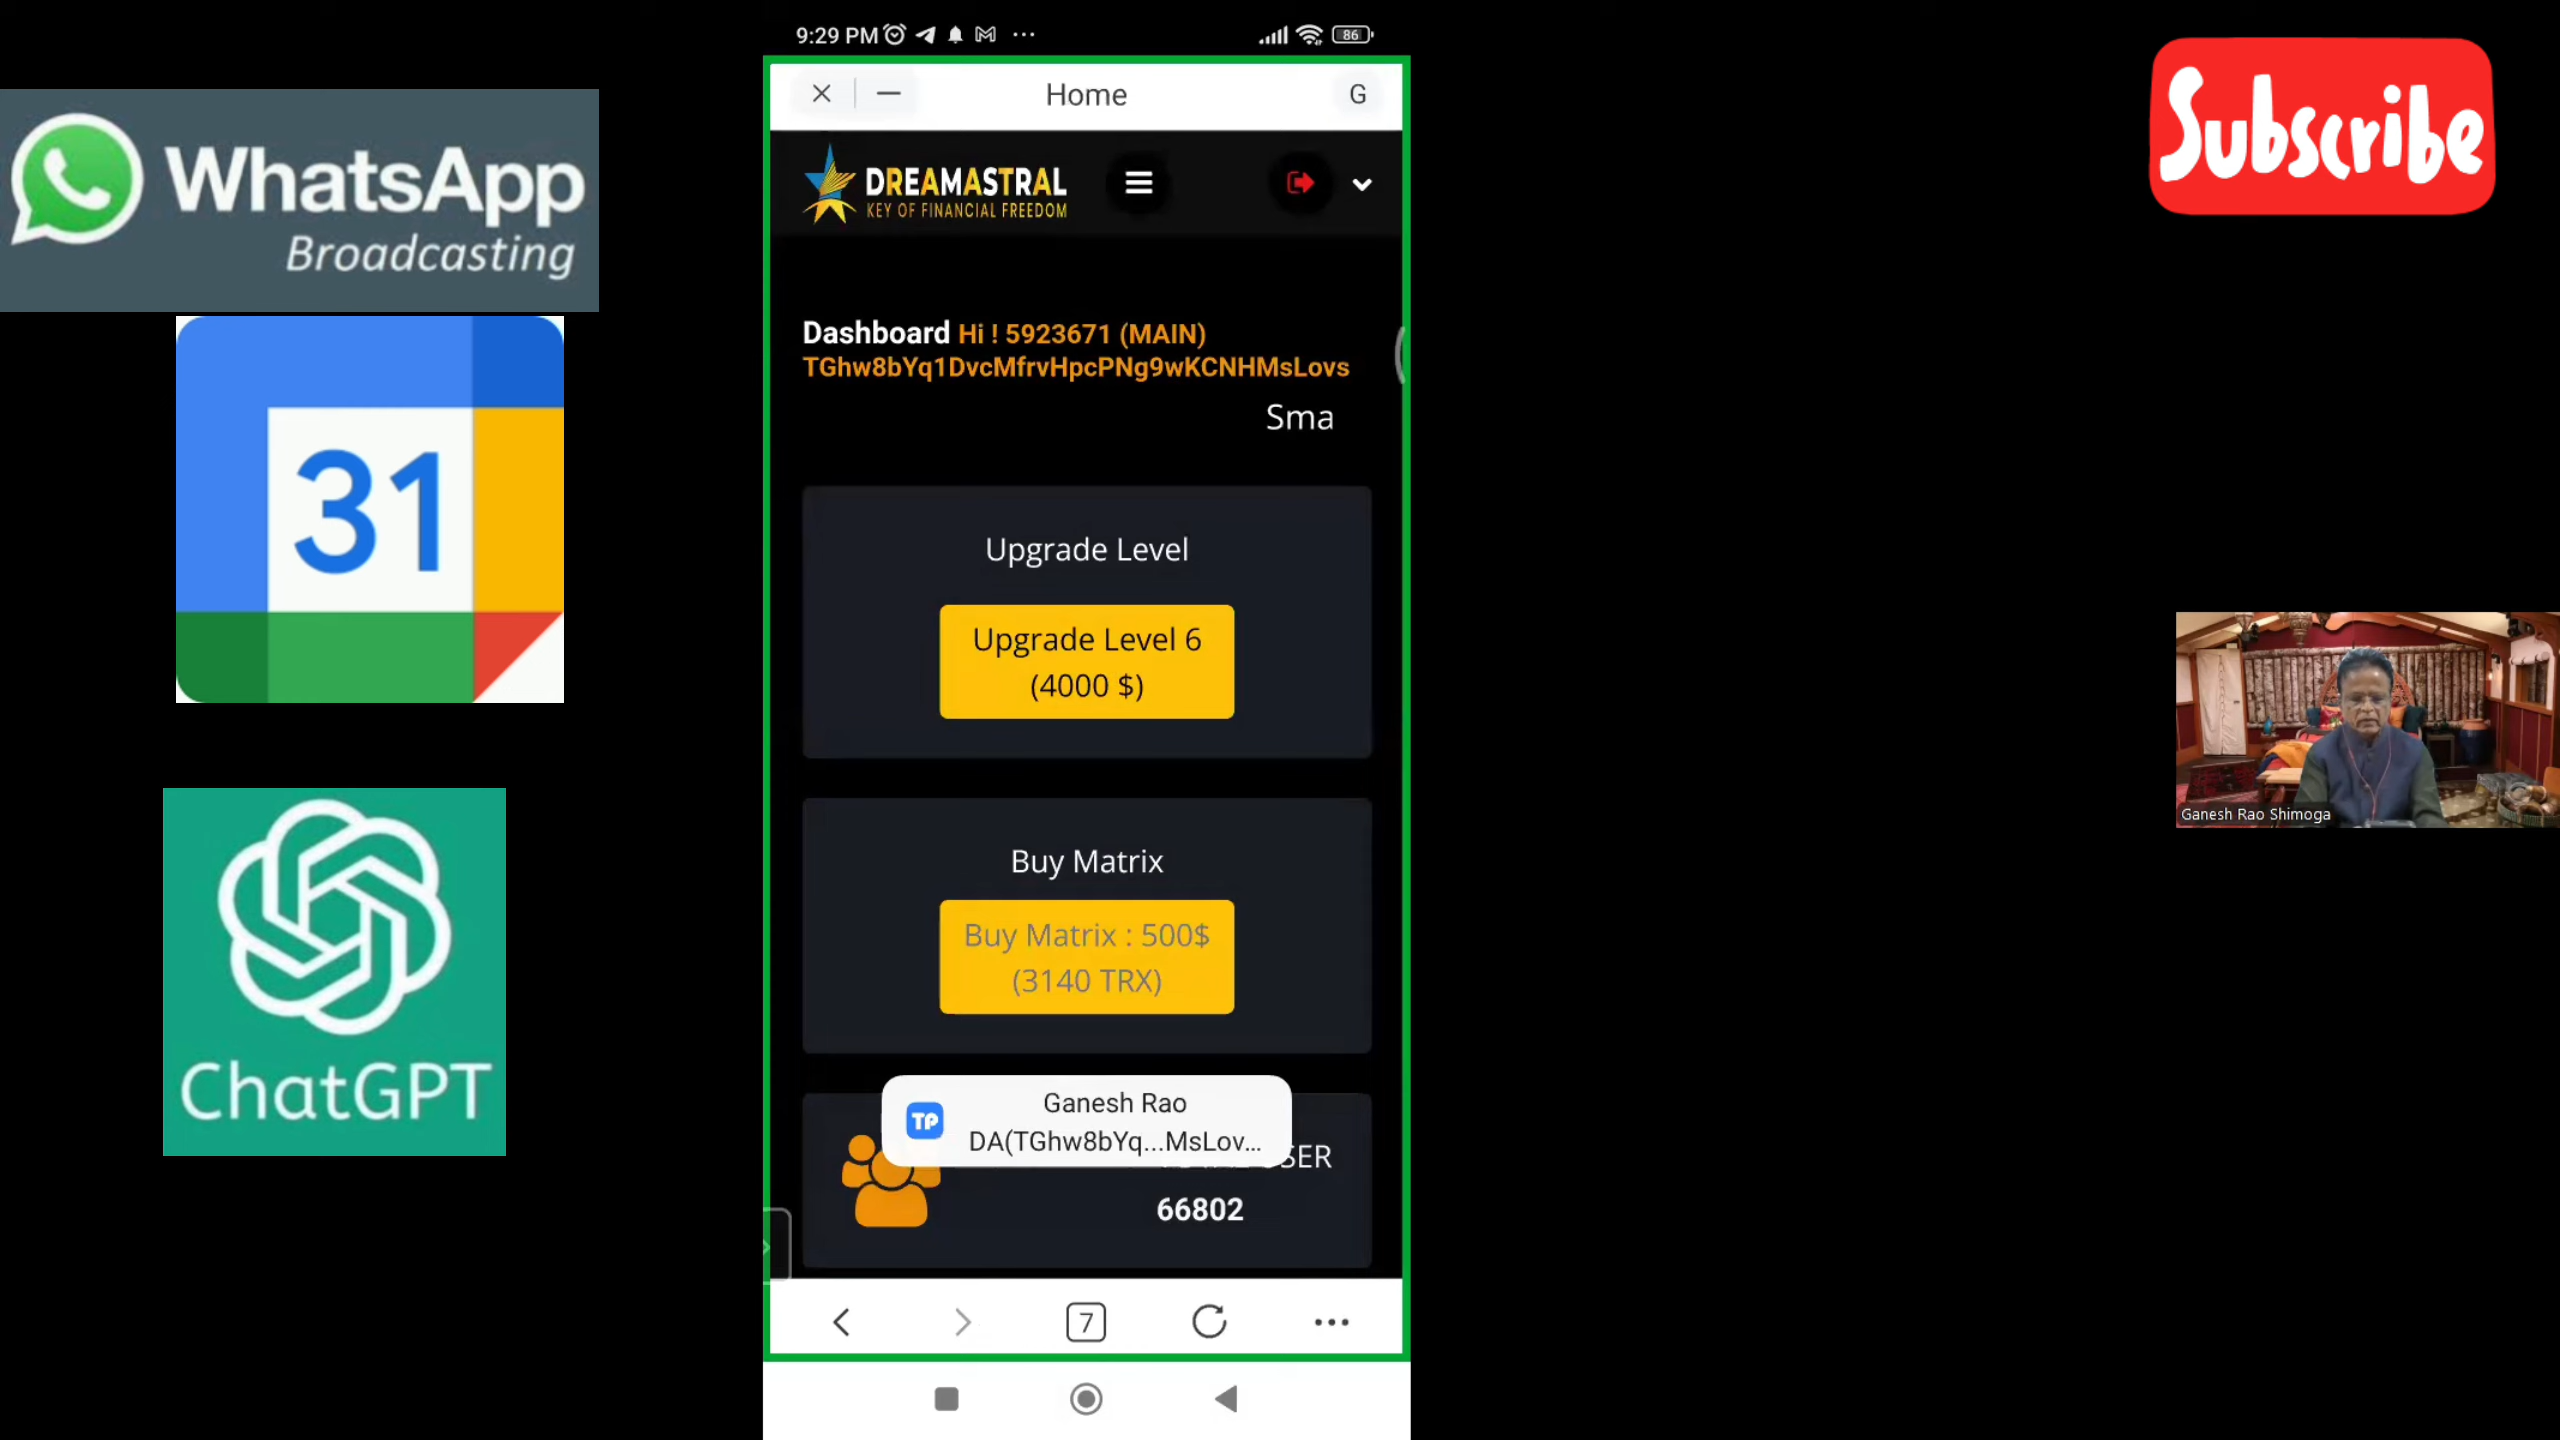 9:29 PM
86
Home
G
DREAMASTRAL
KEY OF FINANCIAL FREEDOM
Dashboard Hi ! 5923671 (MAIN)
TGhw8bYq1DvcMfrvHpcPNg9wKCNHMsLovs
Sma
Upgrade Level
Upgrade Level 6
(4000 $)
Buy Matrix
Buy Matrix : 500$
(3140 TRX)
TP
Ganesh Rao
DA(TGhw8bYq...MsLov...
SER
66802
7
WhatsApp
Broadcasting
31
ChatGPT
Subscribe
Ganesh Rao Shimoga